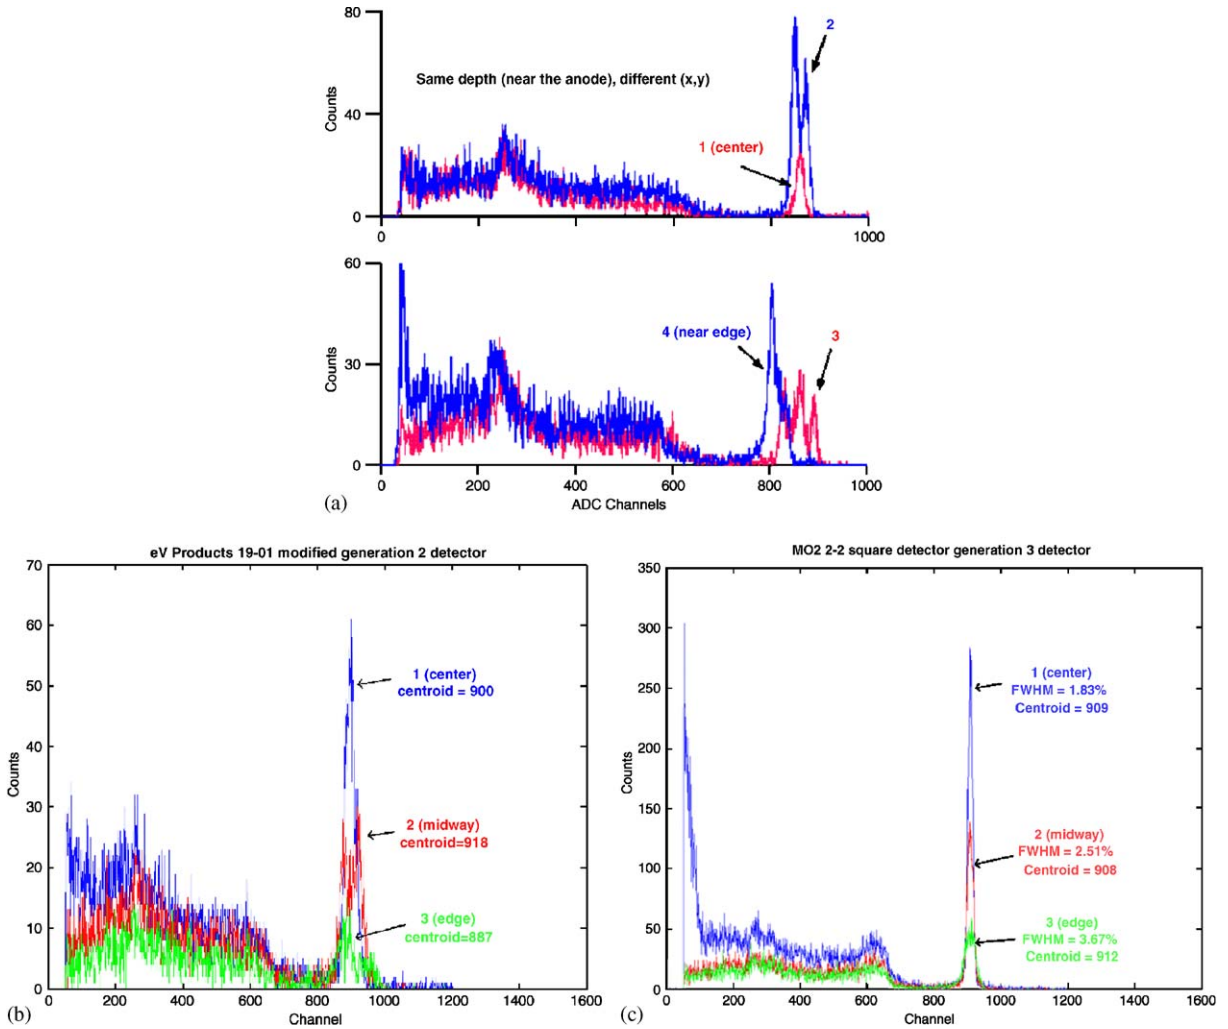 80
2
Same depth (near the anode), different (x,y)
Counts
40
1 (center)
0
0
1000
60
4 (near edge)
3
Counts
30
0
0
200
400
600
800
1000
(a)
ADC Channels
eV Products 19-01 modified generation 2 detector
70
60
50
40
30
20
10
0
Counts
1 (center)
centroid = 900
2 (midway)
centroid=918
3 (edge)
centroid=887
0
200
400
600
800
1000
1200
1400
1600
(b)
Channel
MO2 2-2 square detector generation 3 detector
350
300
250
200
150
100
50
0
Counts
1 (center)
FWHM = 1.83%
Centroid = 909
2 (midway)
FWHM = 2.51%
Centroid = 908
3 (edge)
FWHM = 3.67%
Centroid = 912
0
200
400
600
800
1000
1200
1400
1600
(c)
Channel